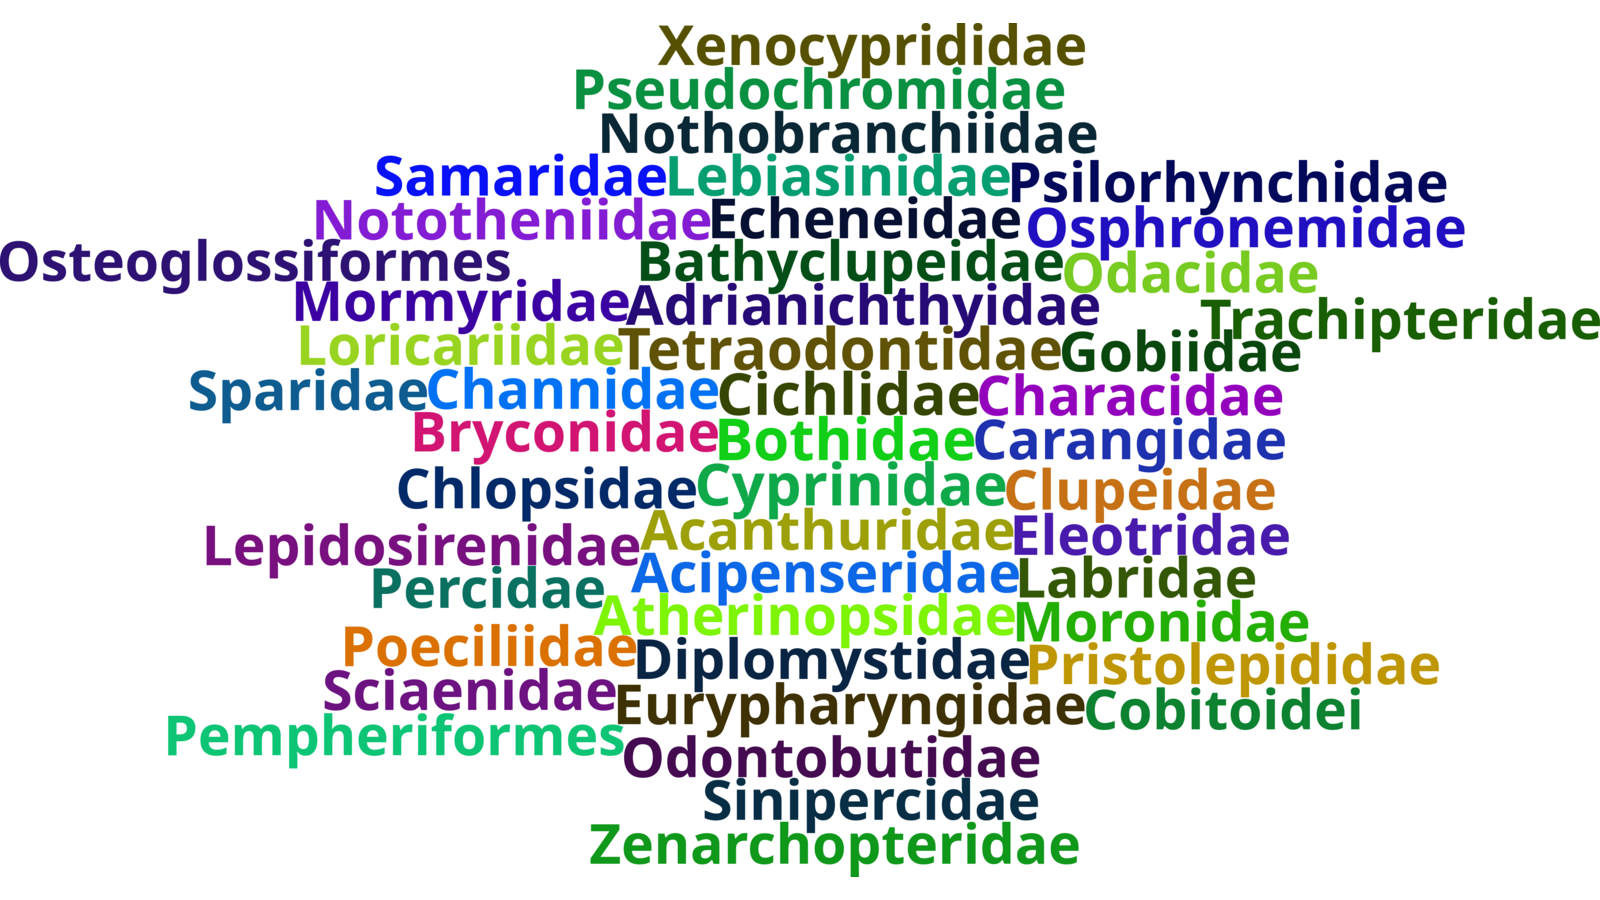 Xenocyprididae
Pseudochromidae
Nothobranchiidae
Samaridae Lebiasinidae Psilorhynchidae
Nototheniidae Echeneidae Osphronemidae
Osteoglossiformes Bathyclupeidae Odacidae
Mormyridae Adrianichthyidae Trachipteridae
Loricariidae Tetraodontidae Gobiidae
Sparidae Channidae Cichlidae Characidae
Bryconidae Bothidae Carangidae
Chlopsidae Cyprinidae Clupeidae
Lepidosirenidae Acanthuridae Eleotridae
Percidae Acipenseridae Labridae
Atherinopsidae Moronidae
Poeciliidae Diplomystidae Pristolepididae
Sciaenidae Eurypharyngidae Cobitoidei
Pempheriformes Odontobutidae
Sinipercidae
Zenarchopteridae